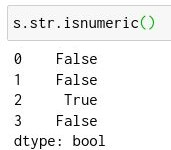 s.str.isnumeric()
0    False
1    False
2     True
3    False
dtype: bool